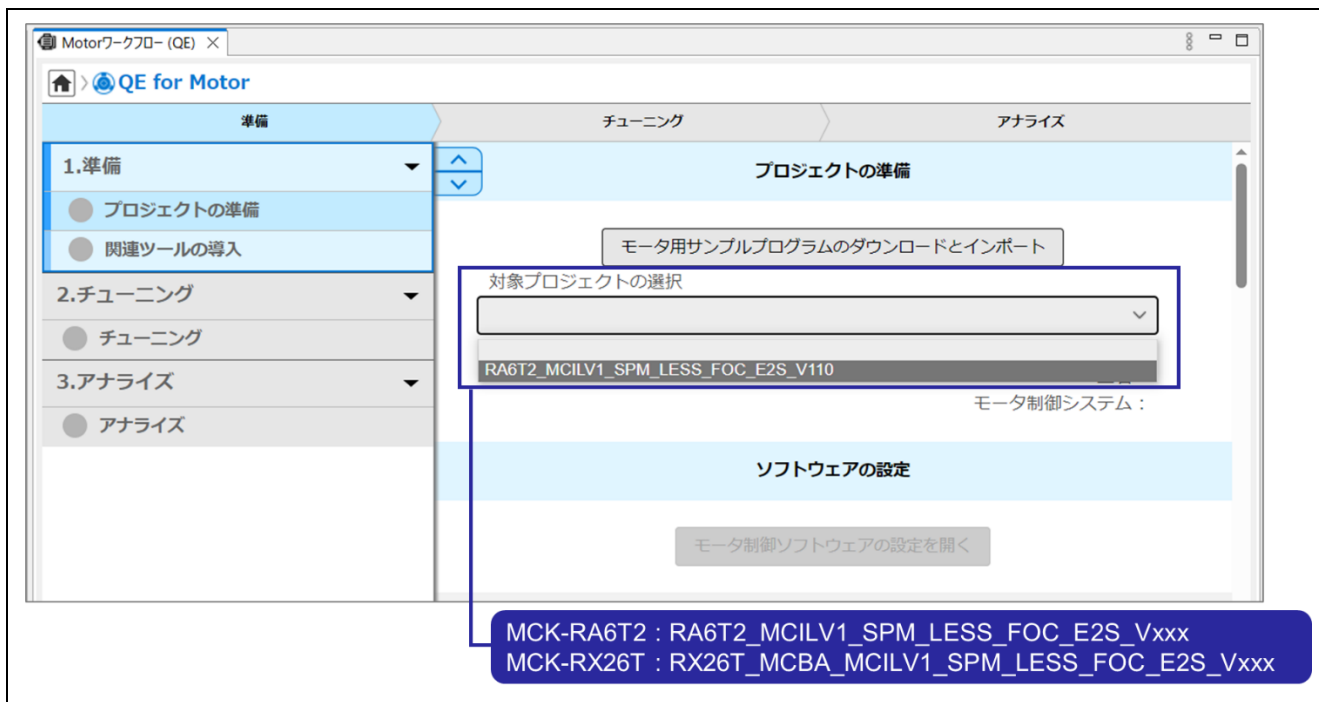 Motorワークフロー (QE)
QE for Motor
準備
チューニング
アナライズ
1.準備
プロジェクトの準備
関連ツールの導入
2.チューニング
チューニング
3.アナライズ
アナライズ
プロジェクトの準備
モータ用サンプルプログラムのダウンロードとインポート
対象プロジェクトの選択
RA6T2_MCILV1_SPM_LESS_FOC_E2S_V110
モータ制御システム :
ソフトウェアの設定
モータ制御ソフトウェアの設定を開く
MCK-RA6T2 : RA6T2_MCILV1_SPM_LESS_FOC_E2S_Vxxx
MCK-RX26T : RX26T_MCBA_MCILV1_SPM_LESS_FOC_E2S_Vxxx